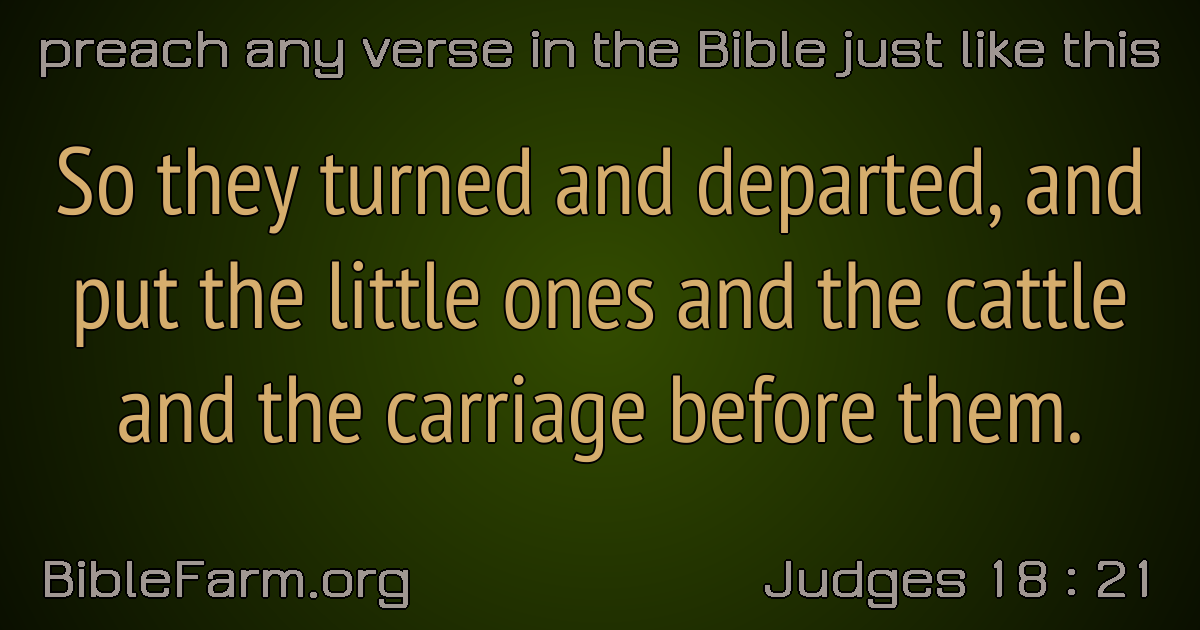 preach any verse in the Bible just like this
So they turned and departed, and
put the little ones and the cattle
and the carriage before them.
BibleFarm.org
Judges 18 : 21